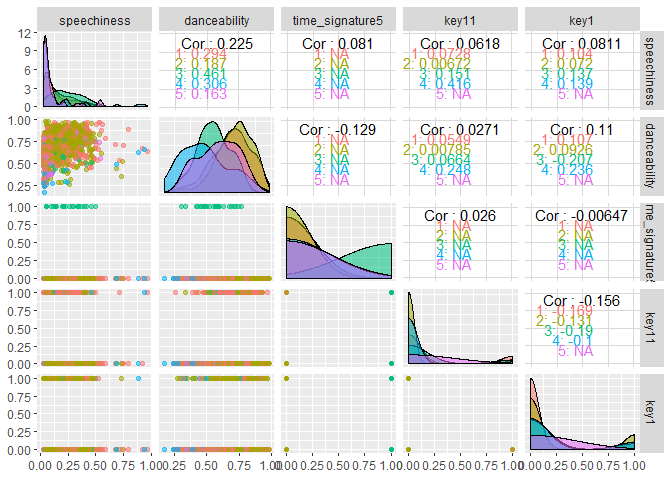 speechiness danceability time_signature5 key11 key1
12
9
6
3
0
Cor : 0.225
1: 0.294
2: 0.187
3: 0.461
4: 0.306
5: 0.163
Cor : 0.081
1: NA
2: NA
3: NA
4: NA
5: NA
Cor : 0.0618
1: 0.0728
2: 0.00672
3: 0.151
4: 0.416
5: NA
Cor : 0.0811
1: 0.104
2: 0.072
3: 0.137
4: 0.139
5: NA
speechiness
1.00
0.75
0.50
0.25
Cor : -0.129
1: NA
2: NA
3: NA
4: NA
5: NA
Cor : 0.0271
1: 0.0549
2: 0.00785
3: 0.0664
4: 0.248
5: NA
Cor : 0.11
1: 0.107
2: 0.0926
3: -0.207
4: 0.236
5: NA
danceability
1.00
0.75
0.50
0.25
0.00
Cor : 0.026
1: NA
2: NA
3: NA
4: NA
5: NA
Cor : -0.00647
1: NA
2: NA
3: NA
4: NA
5: NA
me_signature5
1.00
0.75
0.50
0.25
0.00
Cor : -0.156
1: -0.169
2: -0.131
3: -0.19
4: -0.1
5: NA
key11
1.00
0.75
0.50
0.25
0.00
key1
0.00 0.25 0.50 0.75 1.00
0.25 0.50 0.75 1.00
0.00 0.25 0.50 0.75 1.00
0.00 0.25 0.50 0.75 1.00
0.00 0.25 0.50 0.75 1.00